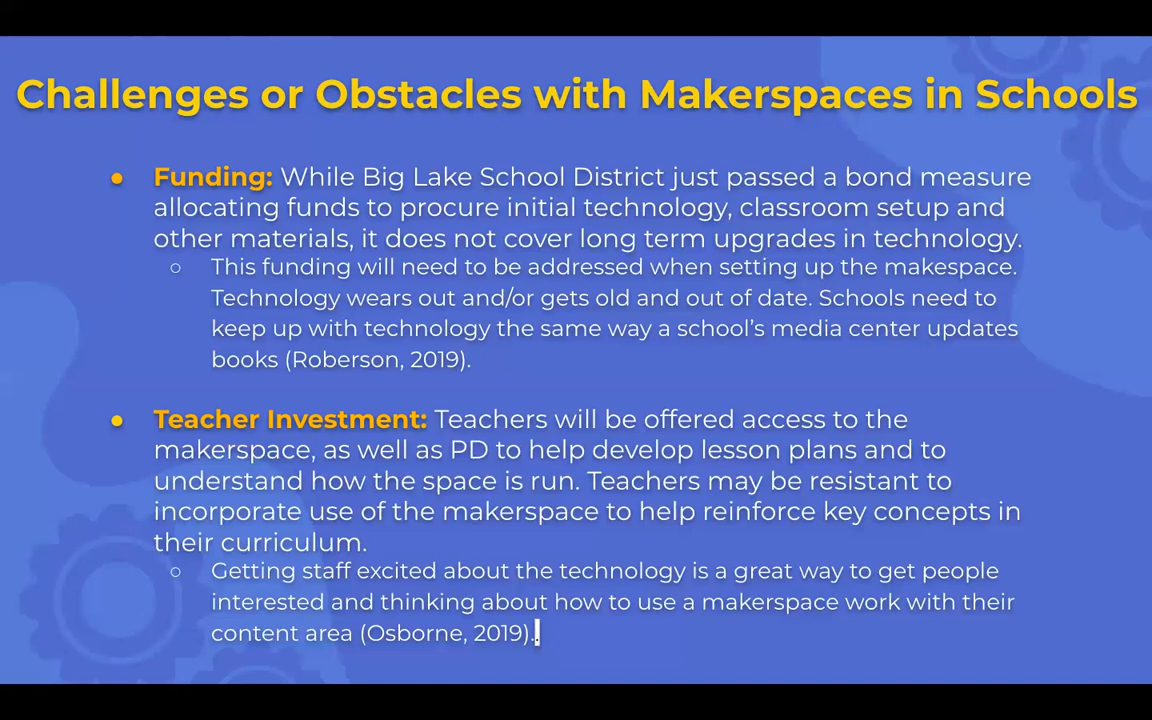 Challenges or Obstacles with Makerspaces in Schools
● Funding: While Big Lake School District just passed a bond measure
allocating funds to procure initial technology, classroom setup and
other materials, it does not cover long term upgrades in technology.
○ This funding will need to be addressed when setting up the makespace.
Technology wears out and/or gets old and out of date. Schools need to
keep up with technology the same way a school's media center updates
books (Roberson, 2019).
● Teacher Investment: Teachers will be offered access to the
makerspace, as well as PD to help develop lesson plans and to
understand how the space is run. Teachers may be resistant to
incorporate use of the makerspace to help reinforce key concepts in
their curriculum.
○ Getting staff excited about the technology is a great way to get people
interested and thinking about how to use a makerspace work with their
content area (Osborne, 2019).